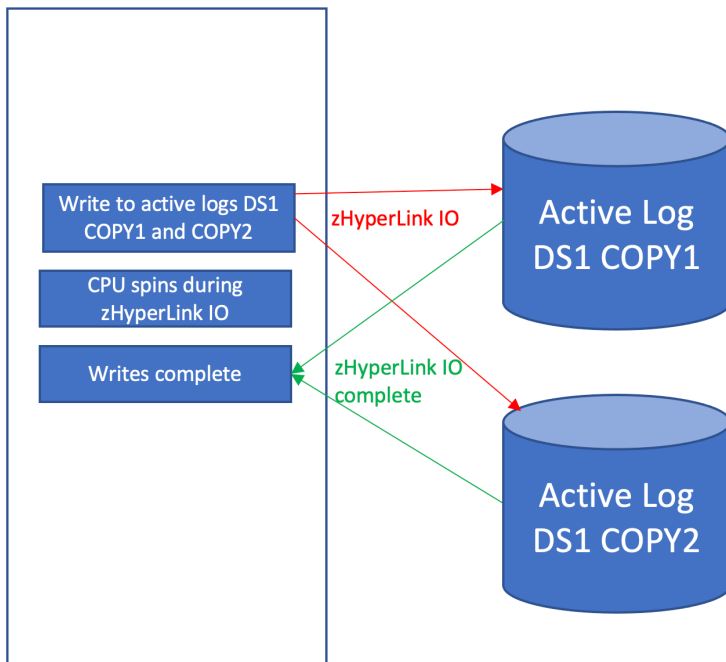 Write to active logs DS1
COPY1 and COPY2
zHyperLink IO
Active Log
DS1 COPY1
CPU spins during
zHyperLink IO
Writes complete
zHyperLink IO
complete
Active Log
DS1 COPY2